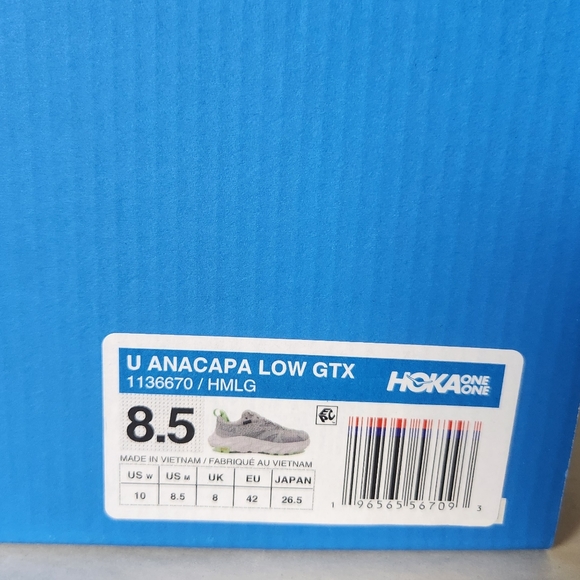 U ANACAPA LOW GTX
1136670 / HMLG
HOKA ONE ONE
8.5
MADE IN VIETNAM / FABRIQUÉ AU VIETNAM
US W US M UK EU JAPAN
10 8.5 8 42 26.5
1 96565 56709 3